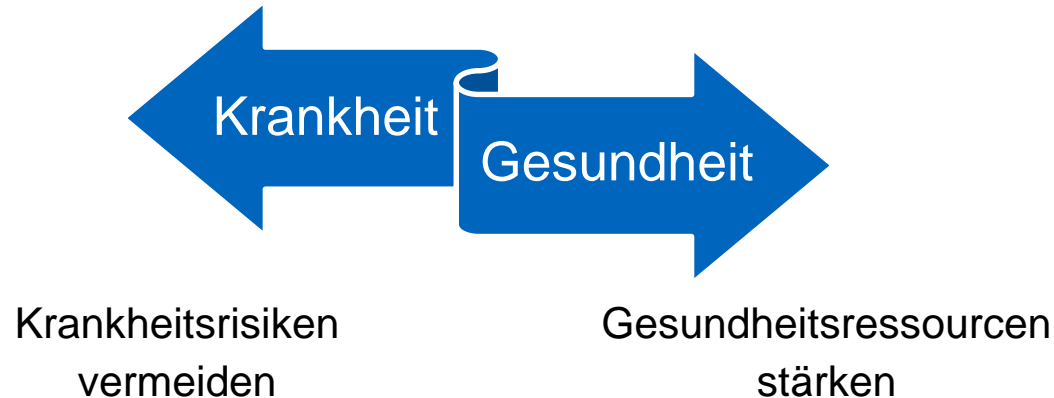 Krankheit
Gesundheit
Krankheitsrisiken
vermeiden
Gesundheitsressourcen
stärken